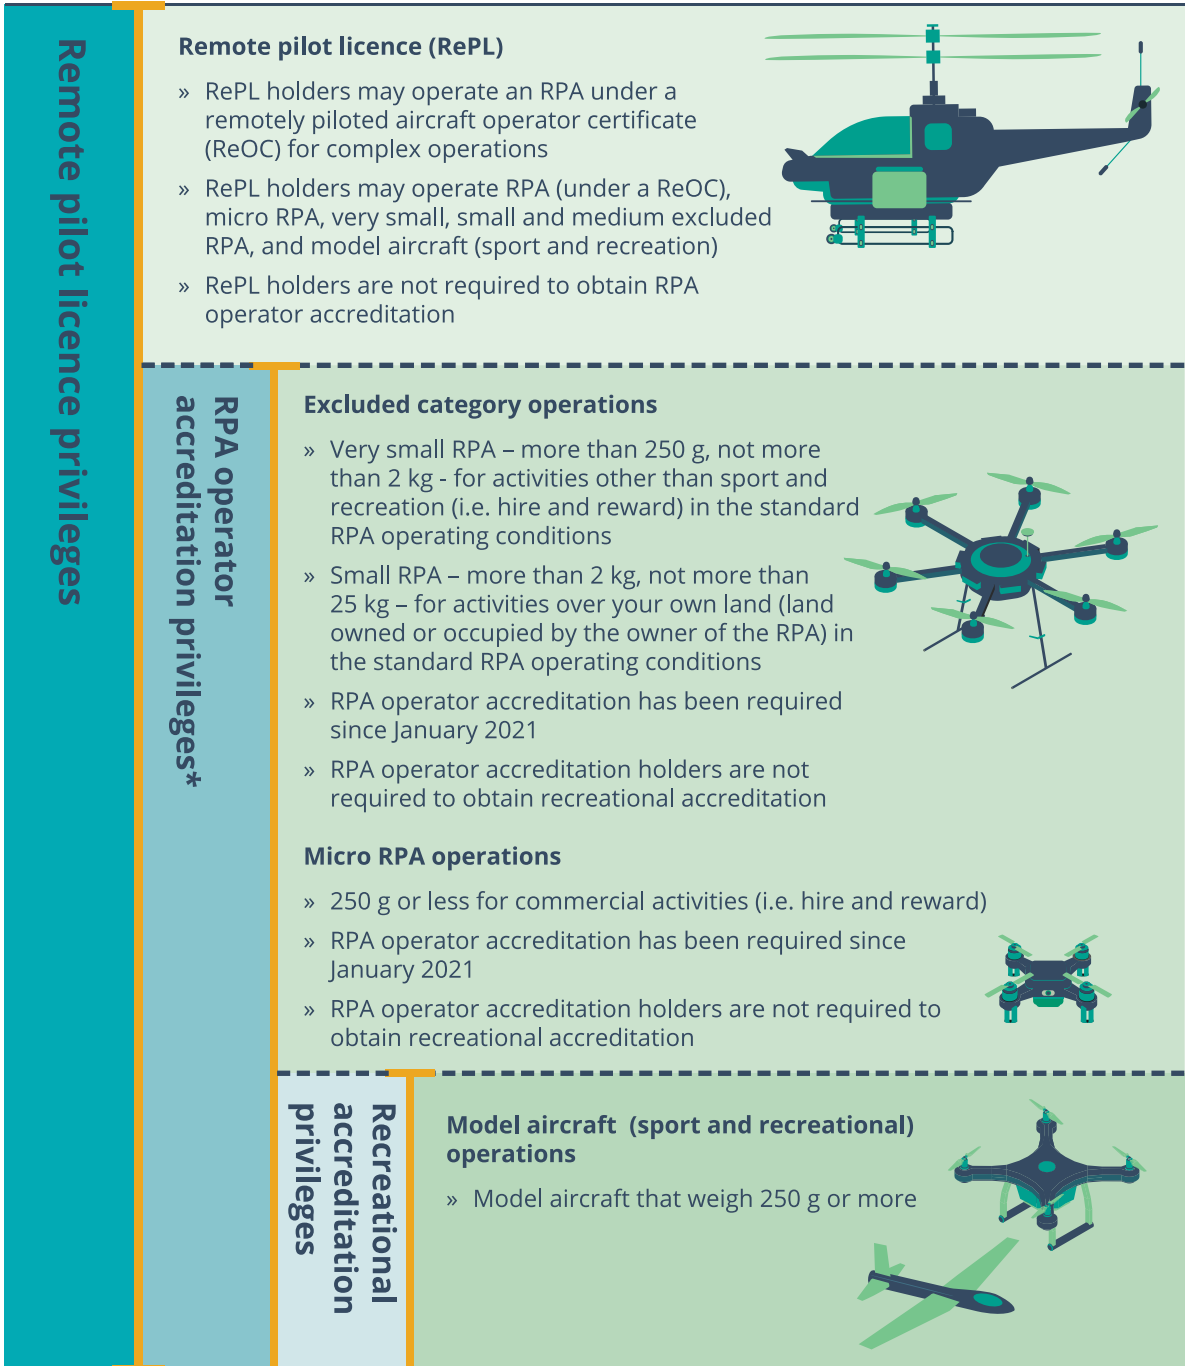 Remote pilot licence privileges
Remote pilot licence (RePL)
» RePL holders may operate an RPA under a
remotely piloted aircraft operator certificate
(ReOC) for complex operations
» RePL holders may operate RPA (under a ReOC),
micro RPA, very small, small and medium excluded
RPA, and model aircraft (sport and recreation)
» RePL holders are not required to obtain RPA
operator accreditation
RPA operator
accreditation privileges*
Excluded category operations
» Very small RPA – more than 250 g, not more
than 2 kg - for activities other than sport and
recreation (i.e. hire and reward) in the standard
RPA operating conditions
» Small RPA – more than 2 kg, not more than
25 kg – for activities over your own land (land
owned or occupied by the owner of the RPA) in
the standard RPA operating conditions
» RPA operator accreditation has been required
since January 2021
» RPA operator accreditation holders are not
required to obtain recreational accreditation
Micro RPA operations
» 250 g or less for commercial activities (i.e. hire and reward)
» RPA operator accreditation has been required since
January 2021
» RPA operator accreditation holders are not required to
obtain recreational accreditation
Recreational
accreditation
privileges
Model aircraft (sport and recreational)
operations
» Model aircraft that weigh 250 g or more